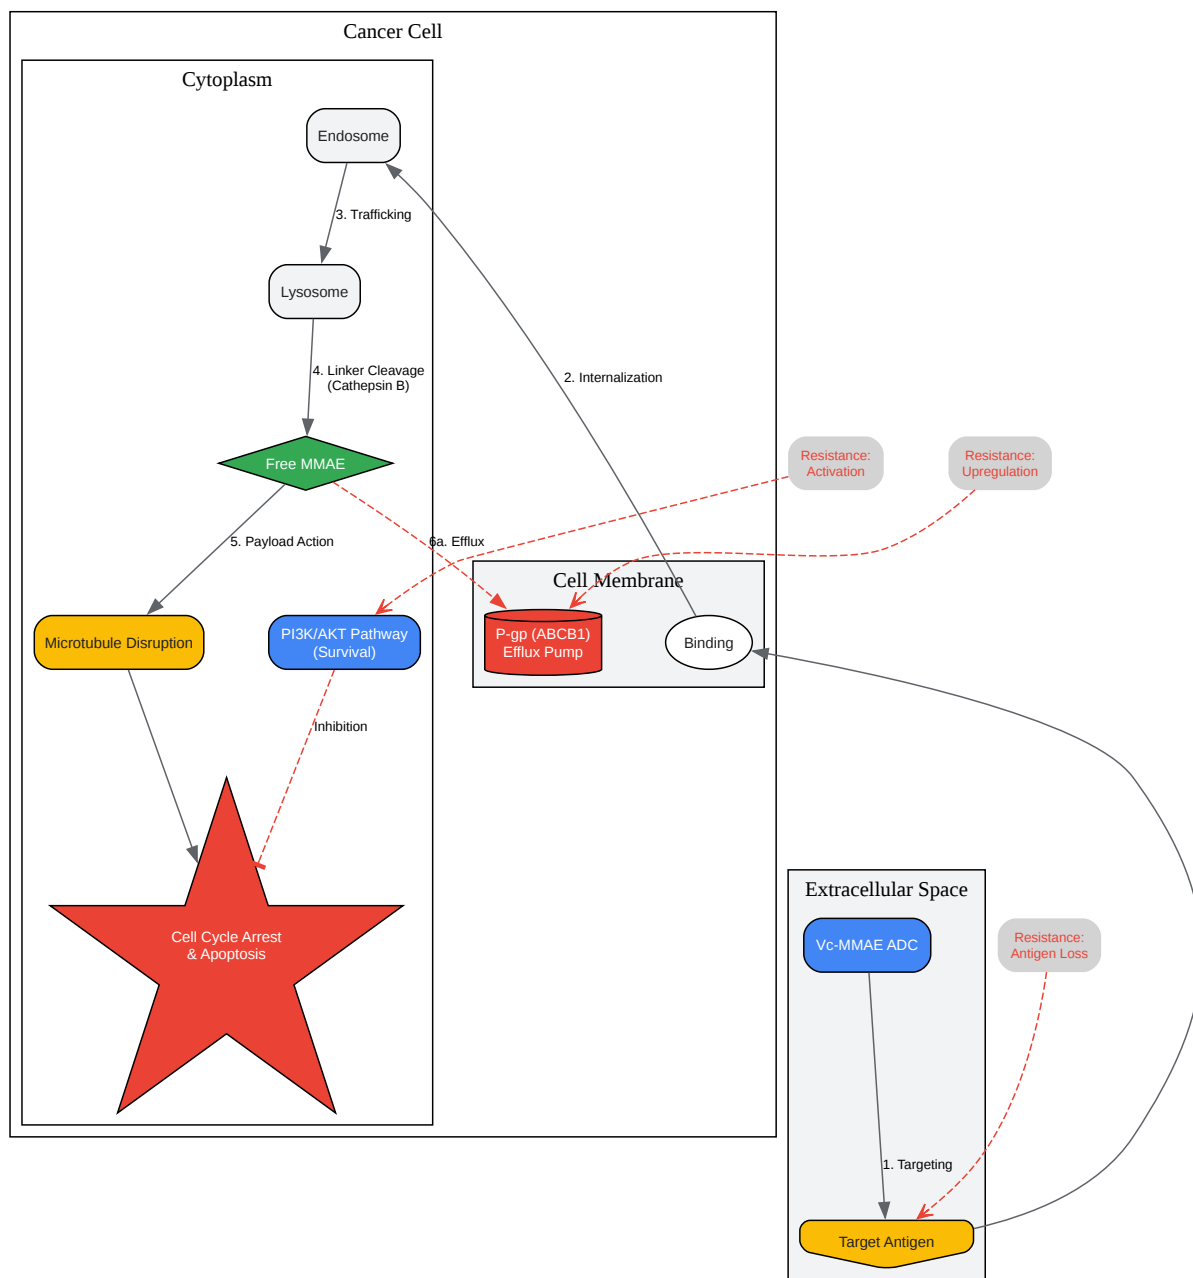 Cancer Cell
Cytoplasm
Endosome
3. Trafficking
Lysosome
4. Linker Cleavage
(Cathepsin B)
2. Internalization
Free MMAE
Resistance:
Activation
Resistance:
Upregulation
5. Payload Action
6a. Efflux
Cell Membrane
Microtubule Disruption
PI3K/AKT Pathway
(Survival)
P-gp (ABCB1)
Efflux Pump
Binding
Inhibition
Cell Cycle Arrest
& Apoptosis
Extracellular Space
Vc-MMAE ADC
Resistance:
Antigen Loss
1. Targeting
Target Antigen